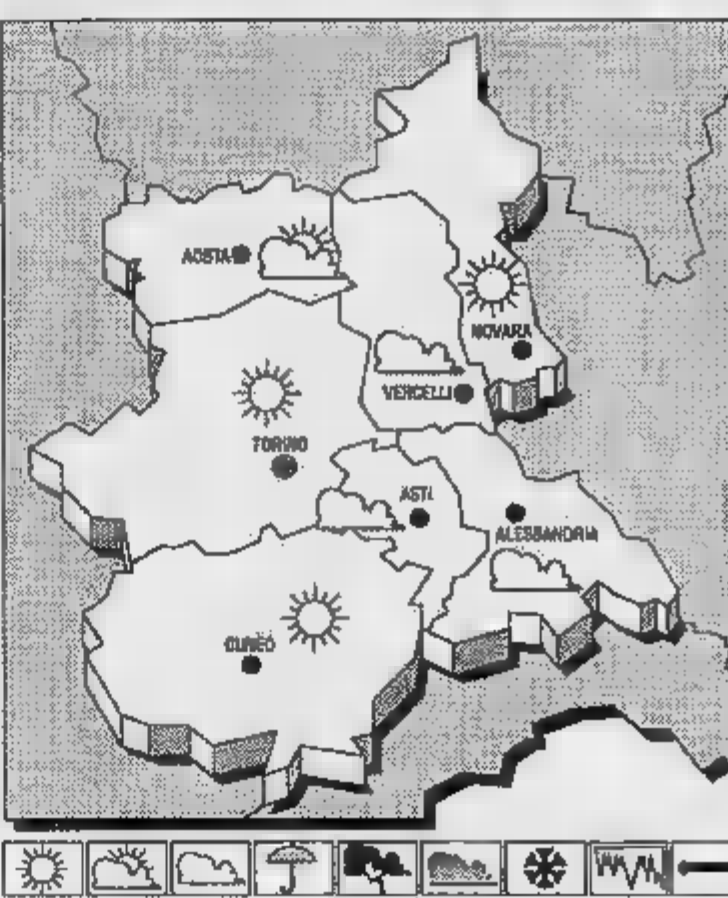 AOSTA
NOVARA
VERCELLI
TORINO
ASTI
ALESSANDRIA
CUNEO